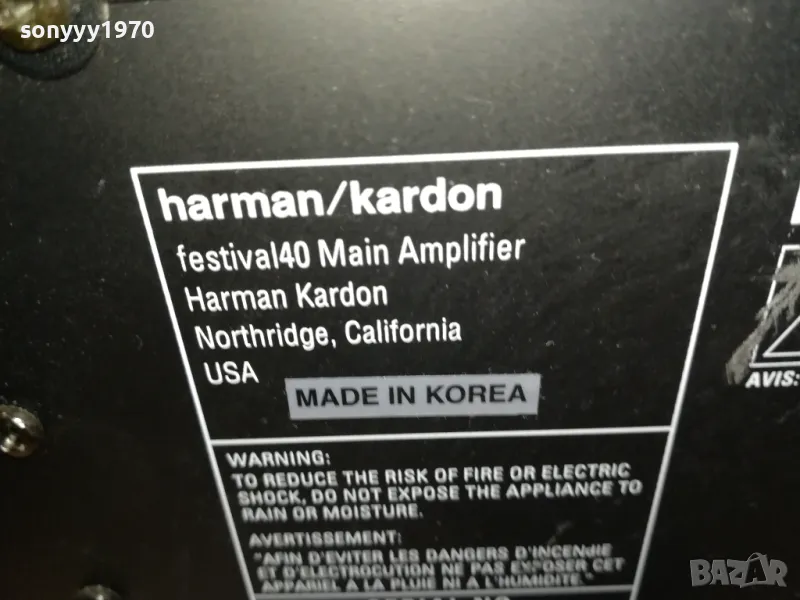 sonyyy1970
harman/kardon
festival40 Main Amplifier
Harman Kardon
Northridge, California
USA
MADE IN KOREA
WARNING:
TO REDUCE THE RISK OF FIRE OR ELECTRIC
SHOCK, DO NOT EXPOSE THE APPLIANCE TO
RAIN OR MOISTURE.
AVERTISSEMENT:
"AFIN D'EVITER LES DANGERS D'INCENDIE
ET D'ELECTROCUTION NE PAS EXPOSER CET
APPAREIL A LA PLUIE NI A L'HUMIDITE."
AVIS:
BAZAR